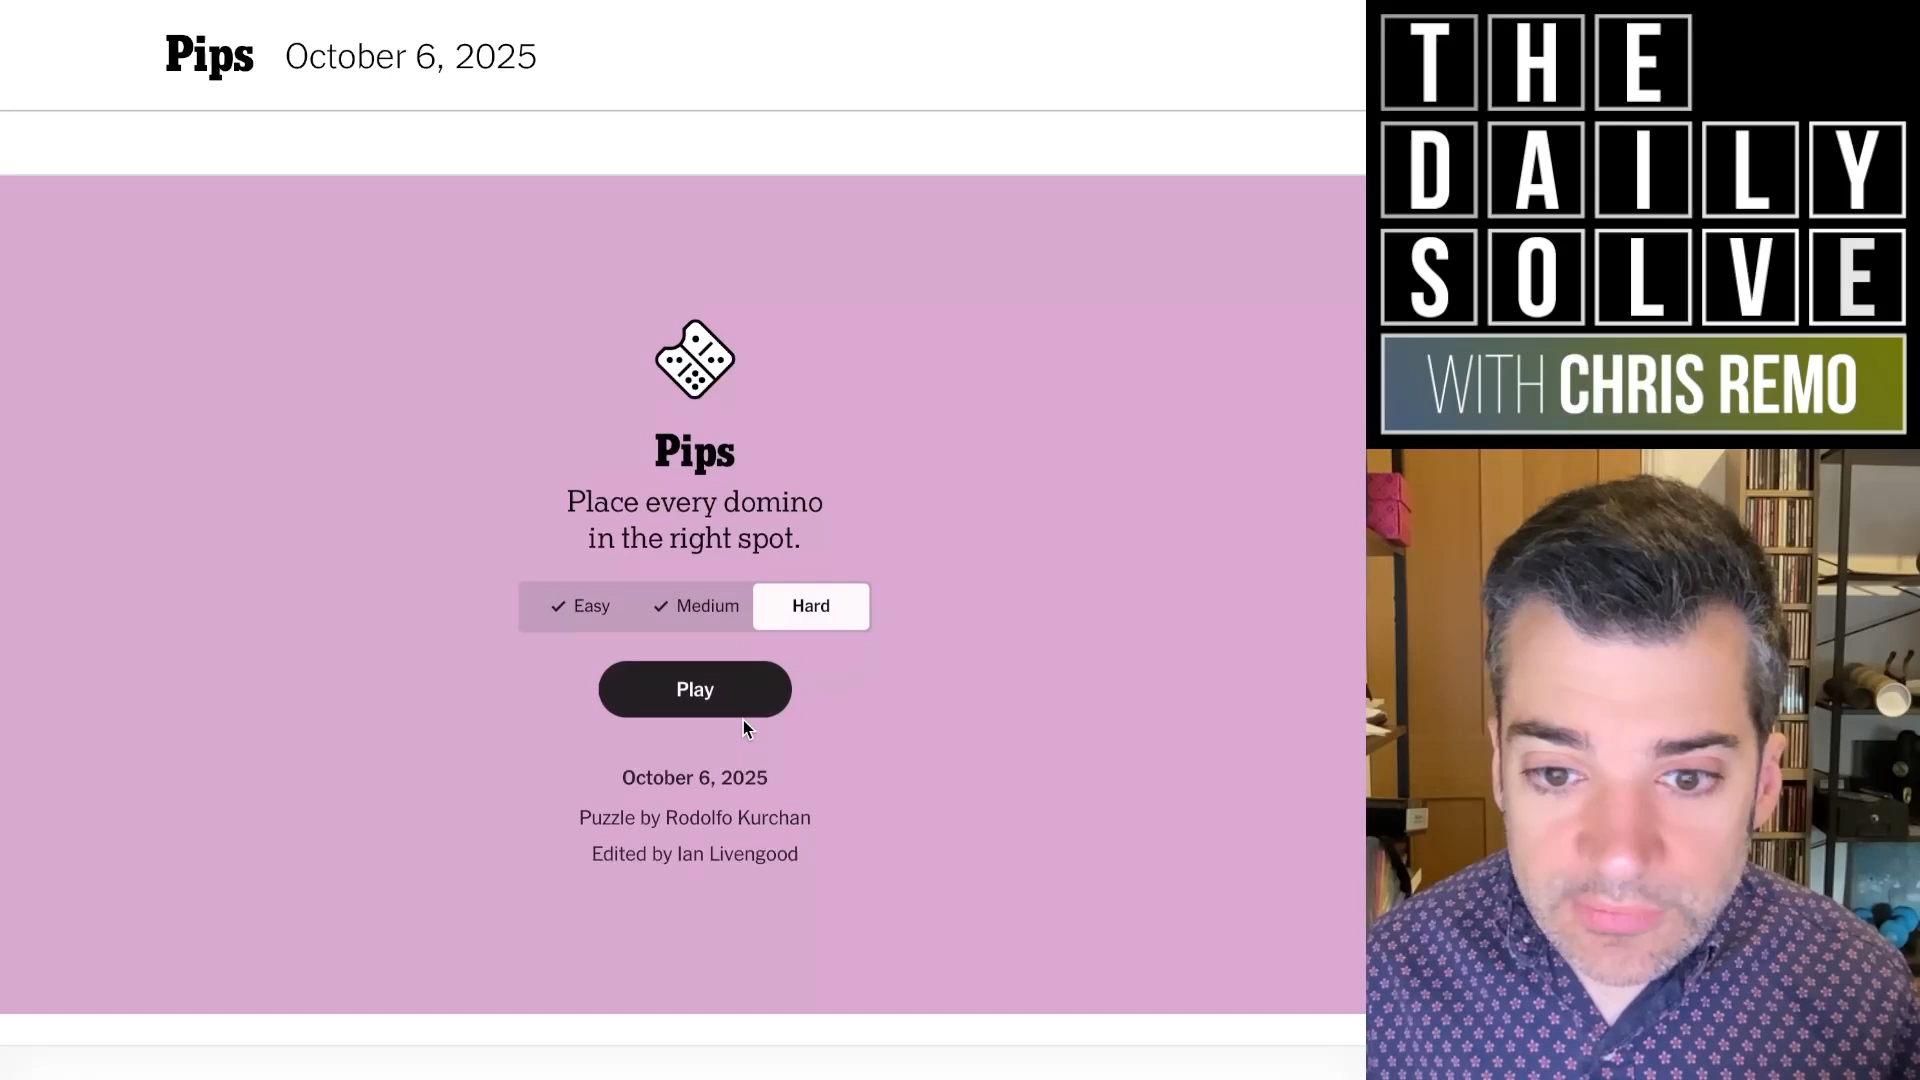 Pips October 6, 2025
Pips
Place every domino
in the right spot.
Easy Medium Hard
Play
October 6, 2025
Puzzle by Rodolfo Kurchan
Edited by Ian Livengood
THE
DAILY
SOLVE
WITH CHRIS REMO